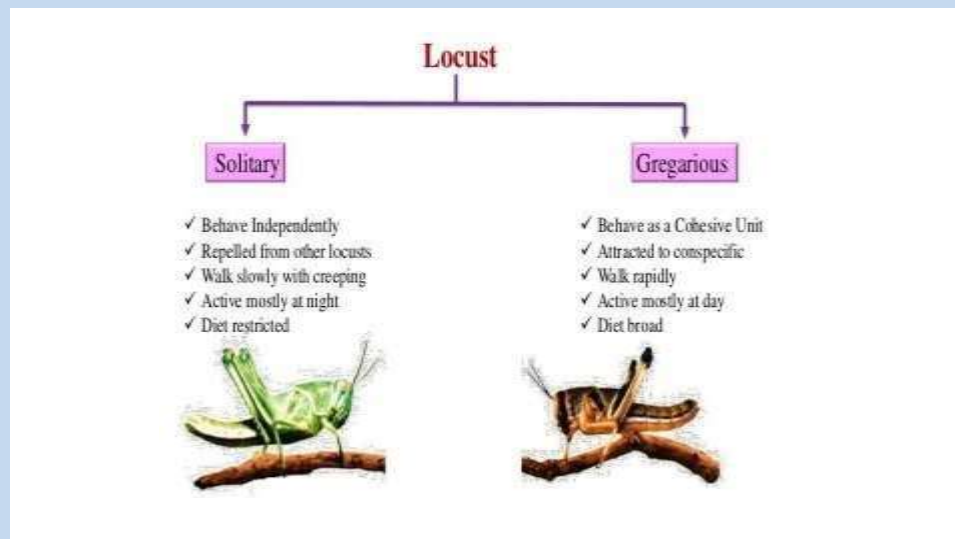 Locust
Solitary
Gregarious
✓ Behave Independently
✓ Repelled from other locusts
✓ Walk slowly with creeping
✓ Active mostly at night
✓ Diet restricted
✓ Behave as a Cohesive Unit
✓ Attracted to conspecific
✓ Walk rapidly
✓ Active mostly at day
✓ Diet broad